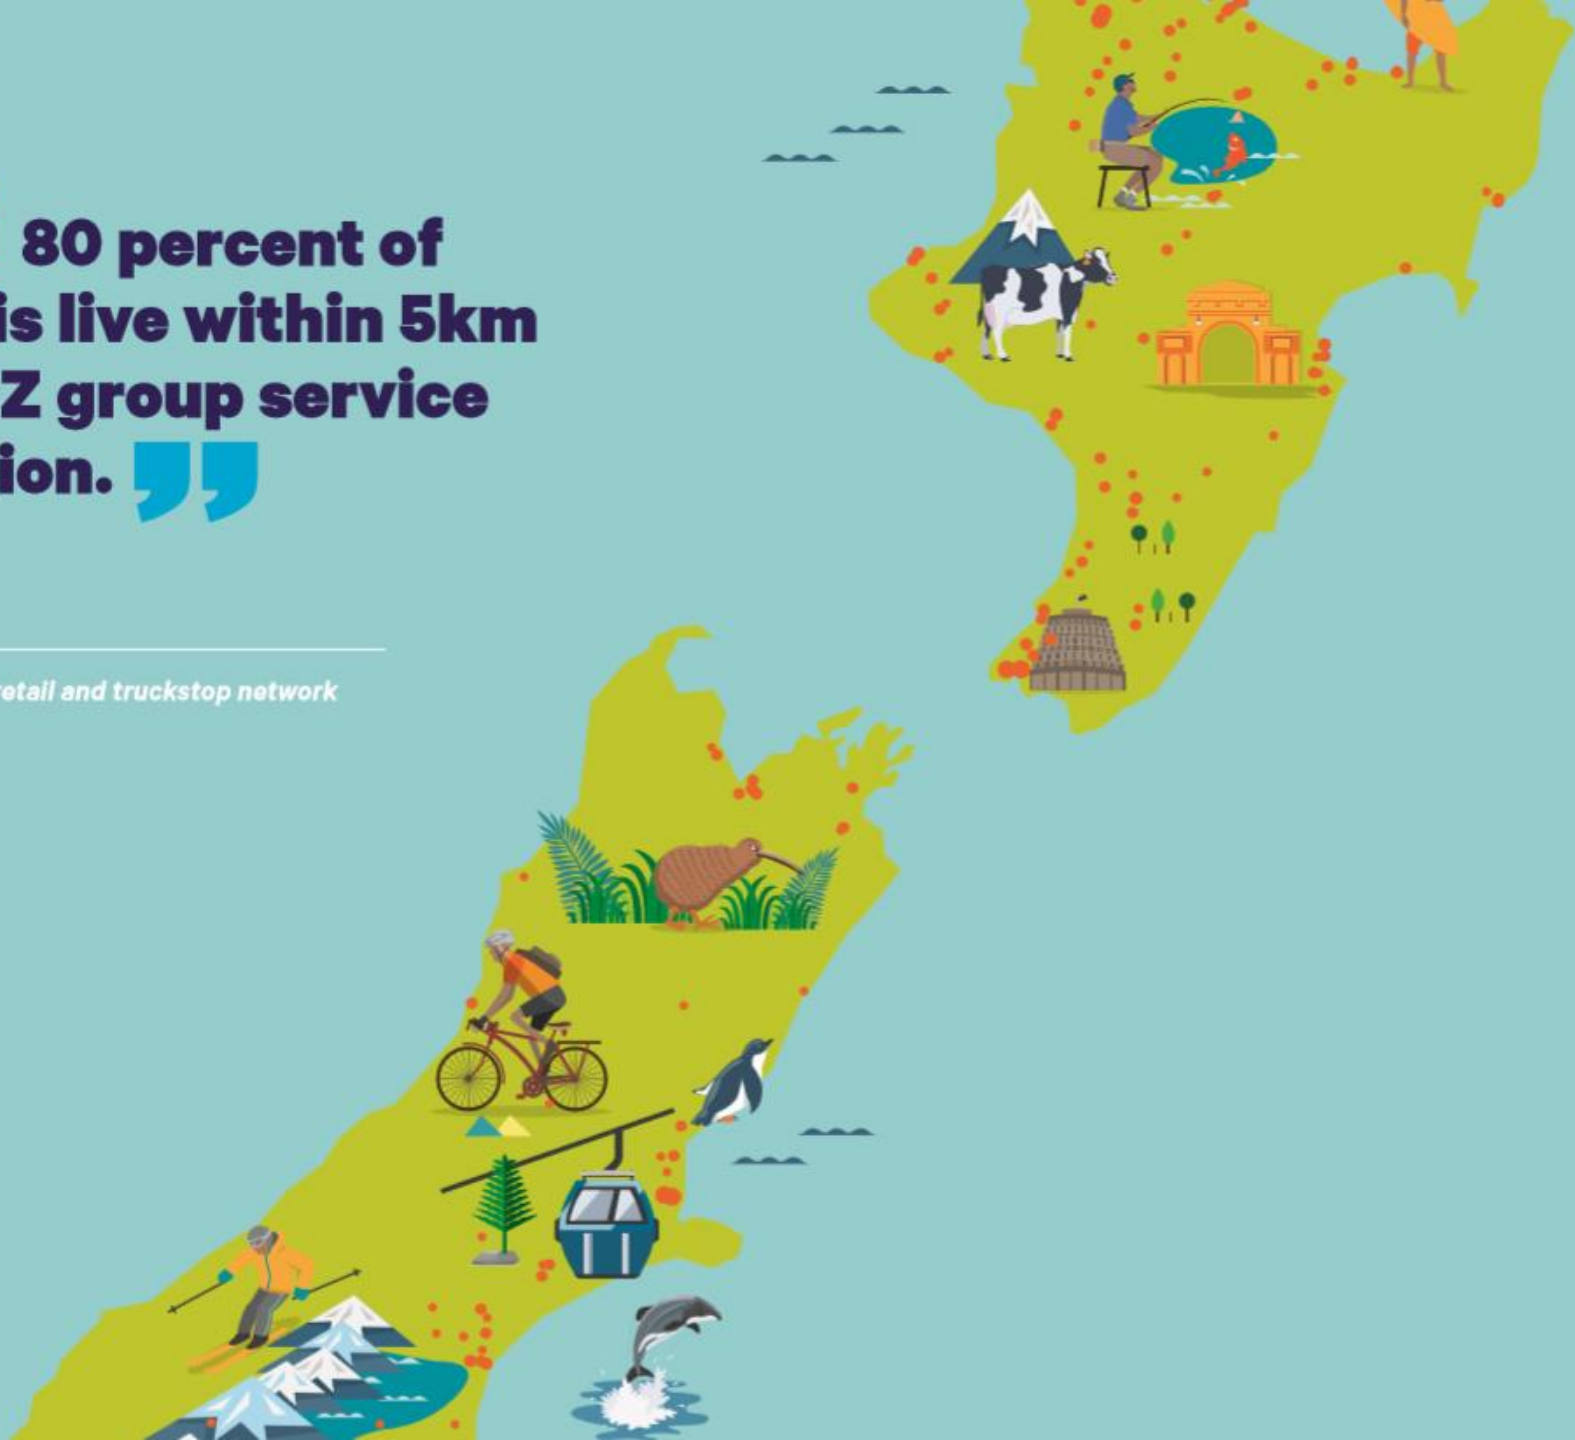 80 percent of
is live within 5km
Z group service
ion. ”
etail and truckstop network